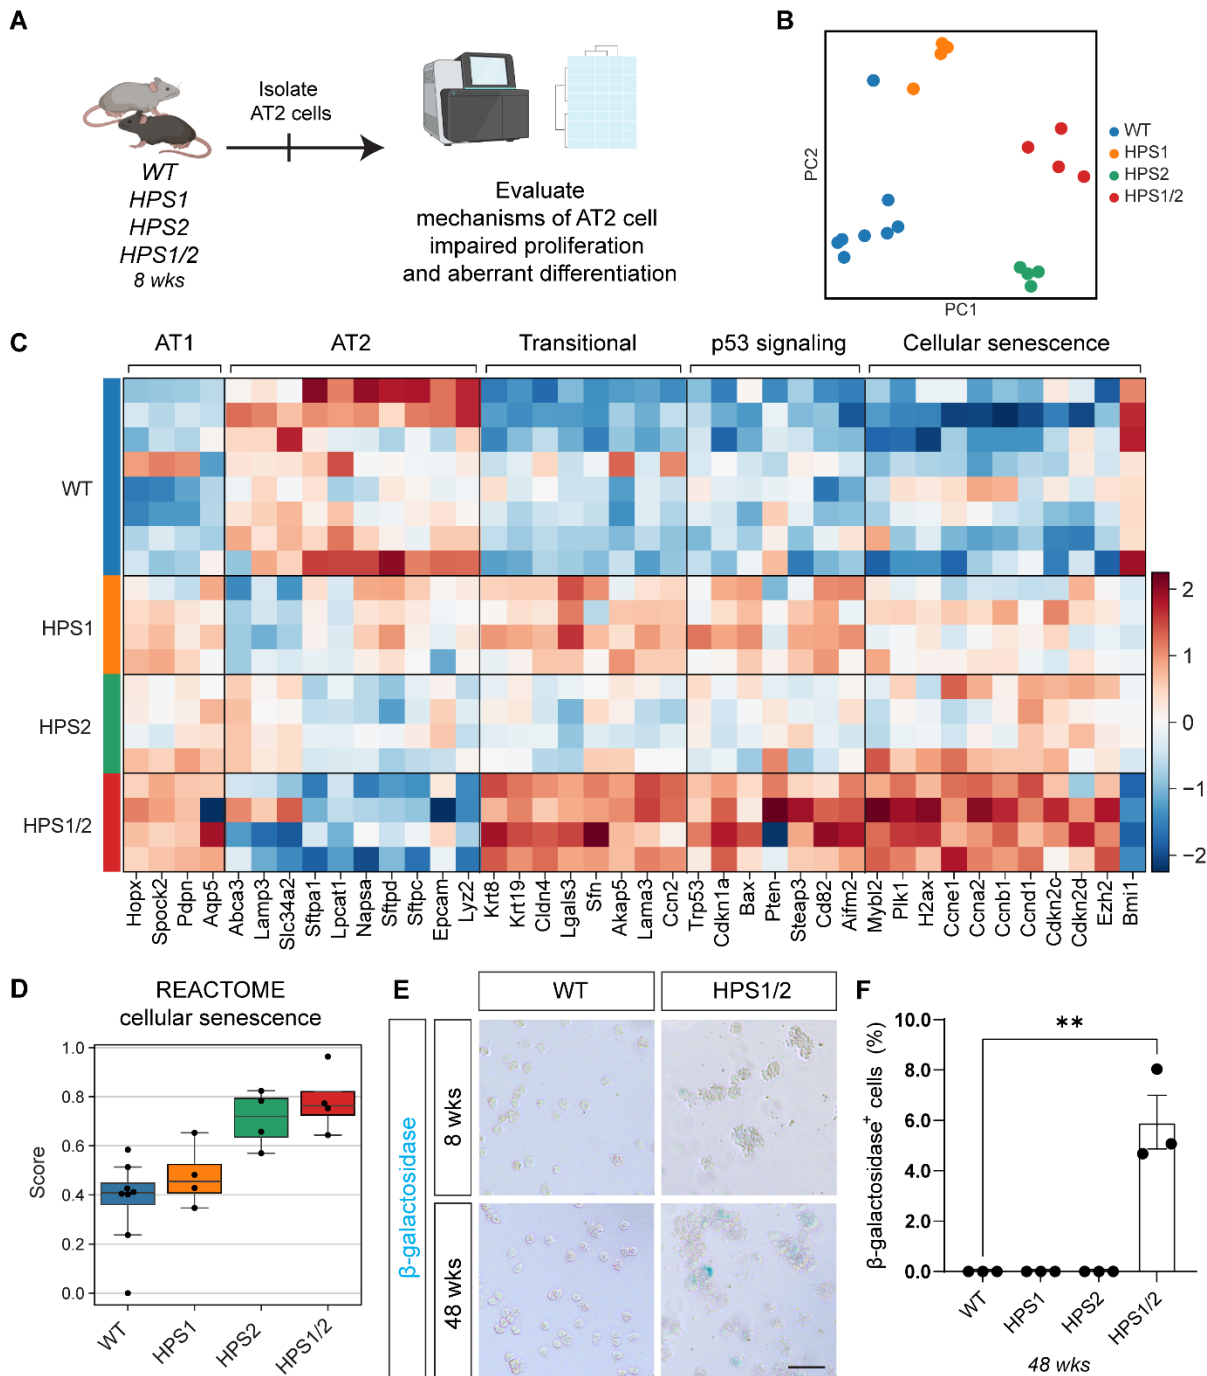 A
Isolate
AT2 cells
WT
HPS1
HPS2
HPS1/2
8 wks
Evaluate
mechanisms of AT2 cell
impaired proliferation
and aberrant differentiation
B
PC2
PC1
WT
HPS1
HPS2
HPS1/2
C
AT1 AT2 Transitional p53 signaling Cellular senescence
WT
HPS1
HPS2
HPS1/2
2
1
0
−1
−2
Hopx
Spock2
Pdpn
Aqp5
Abca3
Lamp3
Slc34a2
Sftpa1
Lpcat1
Napsa
Sftpd
Sftpc
Epcam
Lyz2
Krt8
Krt19
Cldn4
Lgals3
Sfn
Akap5
Lama3
Ccn2
Trp53
Cdkn1a
Bax
Pten
Steap3
Cd82
Aifm2
Mybl2
Plk1
H2ax
Ccne1
Ccna2
Ccnb1
Ccnd1
Cdkn2c
Cdkn2d
Ezh2
Bmi1
D
REACTOME
cellular senescence
Score
1.0
0.8
0.6
0.4
0.2
0.0
WT
HPS1
HPS2
HPS1/2
E
WT HPS1/2
β-galactosidase
8 wks
48 wks
F
β-galactosidase+ cells (%)
10.0
8.0
6.0
4.0
2.0
0.0
**
WT
HPS1
HPS2
HPS1/2
48 wks